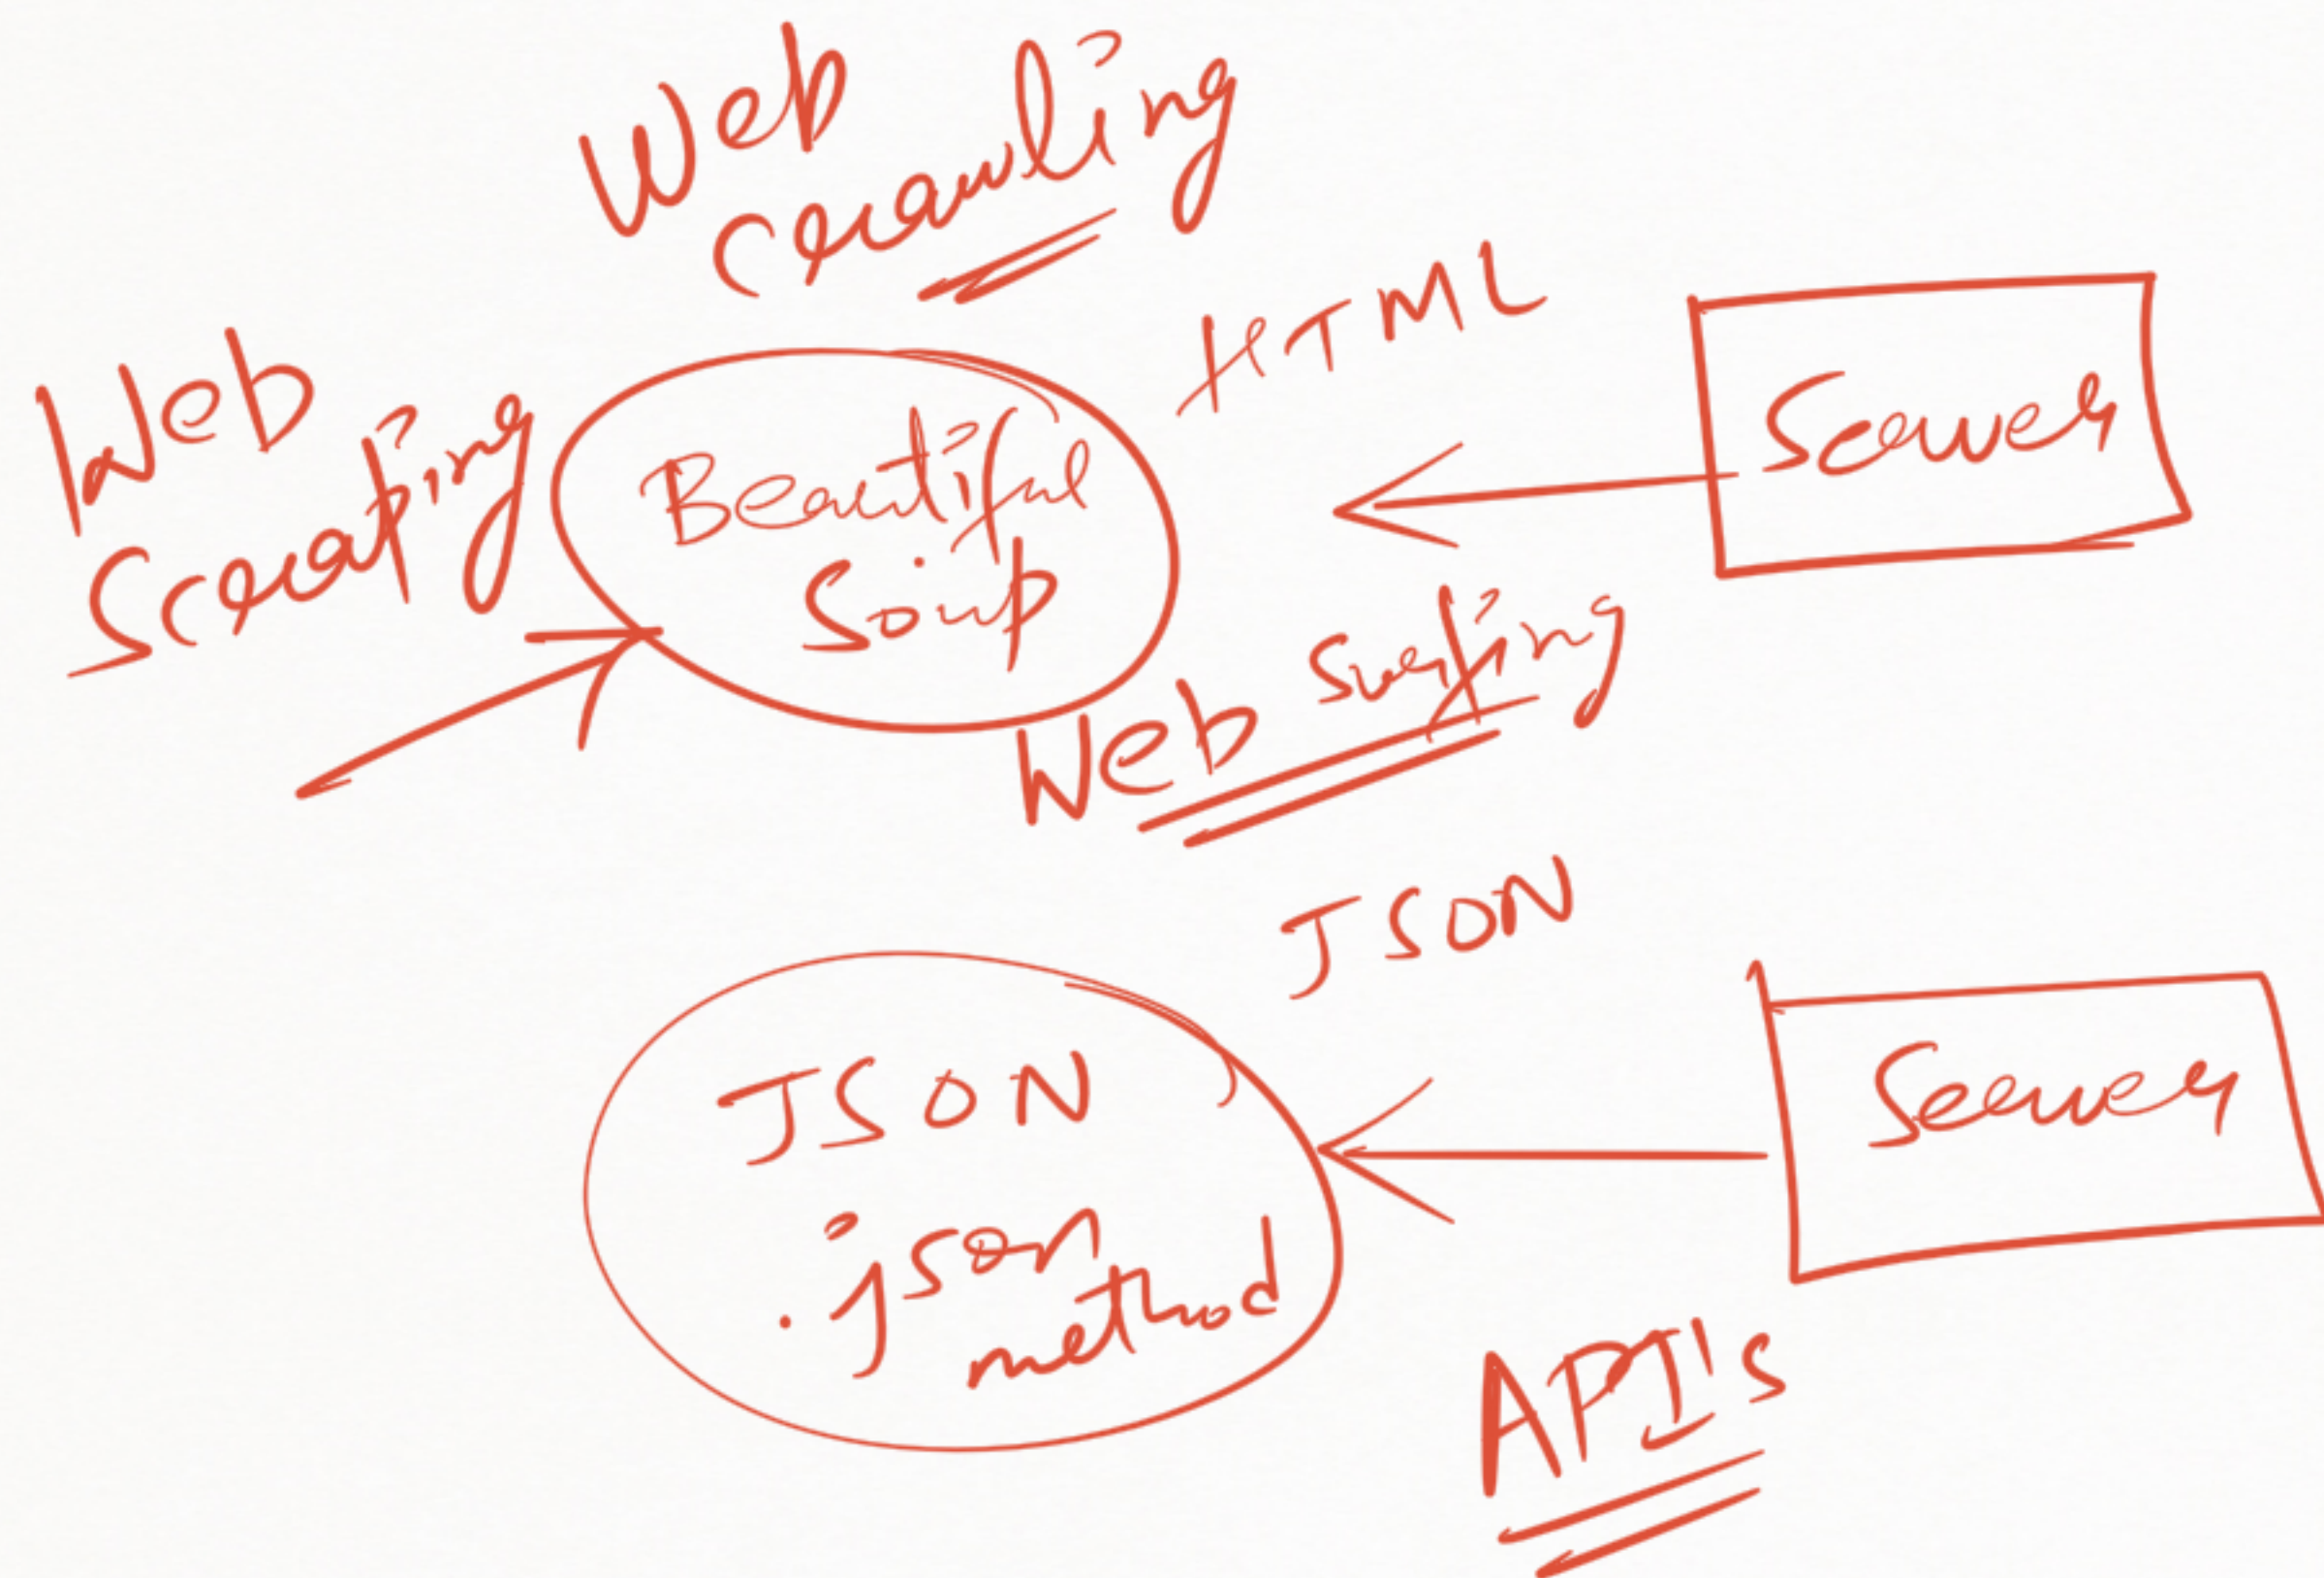 Web
Crawling
HTML
Server
Web
Scraping
Beautiful
Soup
Web Surfing
JSON
JSON
.json
method
Server
API's